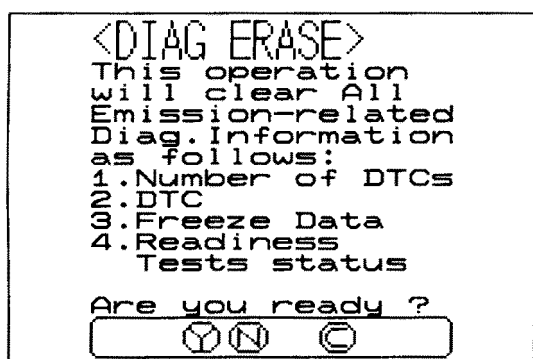 <DIAG ERASE>
This operation
will clear All
Emission-related
Diag.Information
as follows:
1.Number of DTCs
2.DTC
3.Freeze Data
4.Readiness
Tests status
Are you ready ?
Y N C